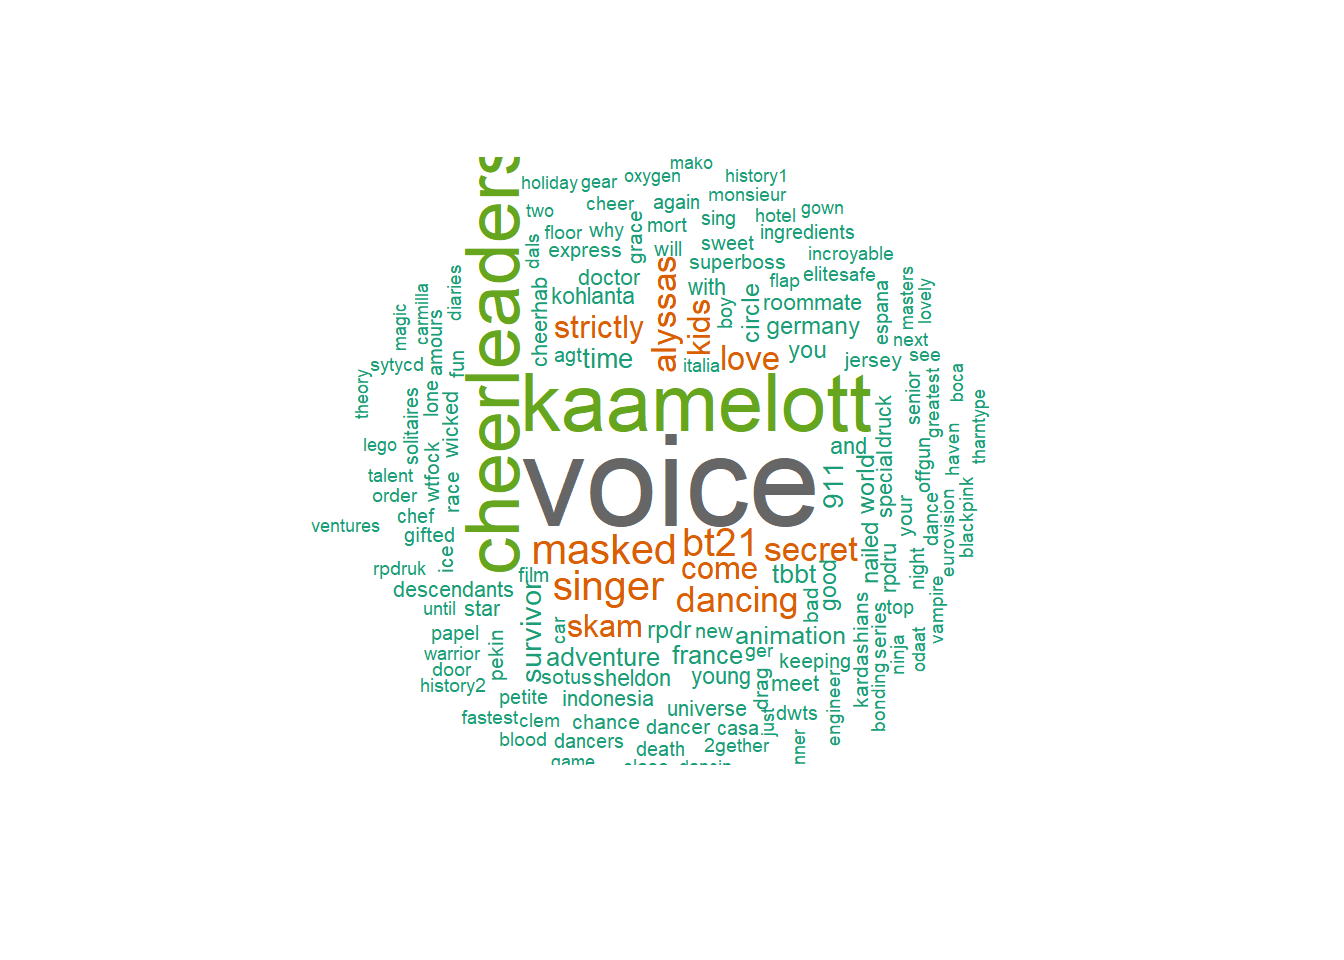 mako
holiday
gear
oxygen
history1
cheerleaders
two
cheer
again
monsieur
gown
dals
floor
why
grace
mort
sing
hotel
ingredients
express
will
sweet
superboss
incroyable
doctor
with
flap
elitesafe
masters
lovely
diaries
carmilla
magic
cheerhab
kohlanta
alyssas
kids
boy
circle
roommate
espana
strictly
germany
next
amours
sytycd
fun
agt
time
italia
love
you
jersey
see
theory
lone
solitaires
wicked
kaamelott
druck
senior
greatest
boca
lego
wtfock
voice
and
special
offgun
haven
tharntype
talent
order
race
911
world
nailed
your
dance
eurovision
blackpink
ventures
chef
gifted
ice
masked
bt21
secret
rpdru
night
rpdruk
film
singer
come
tbbt
good
descendants
dancing
bad
vampire
until
star
survivor
car
skam
rpdr
new
animation
kardashians
series
top
ninja
odaat
papel
pekin
warrior
adventure
france
ger
keeping
door
history2
sotus
sheldon
young
drag
meet
bonding
engineer
petite
indonesia
universe
just
dwts
fastest
clem
chance
dancer
casa
blood
dancers
death
2gether
nner
game